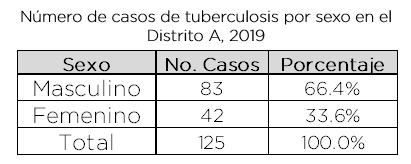 Número de casos de tuberculosis por sexo en el
Distrito A, 2019
Sexo No. Casos Porcentaje
Masculino 83 66.4%
Femenino 42 33.6%
Total 125 100.0%